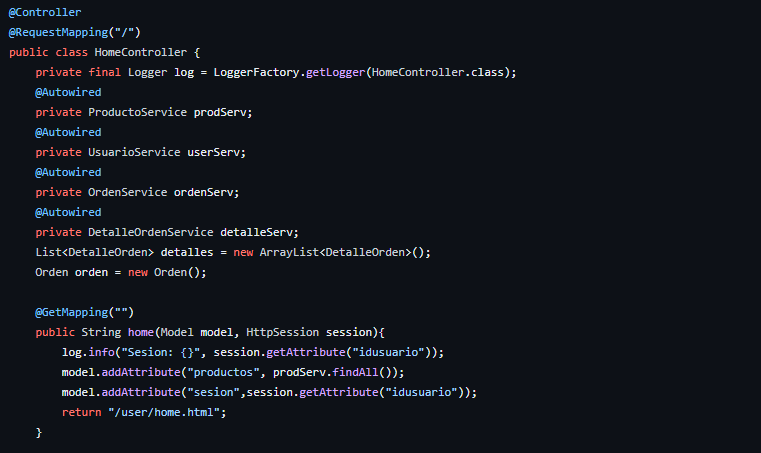 @Controller
@RequestMapping("/")
public class HomeController {
    private final Logger log = LoggerFactory.getLogger(HomeController.class);
    @Autowired
    private ProductoService prodServ;
    @Autowired
    private UsuarioService userServ;
    @Autowired
    private OrdenService ordenServ;
    @Autowired
    private DetalleOrdenService detalleServ;
    List<DetalleOrden> detalles = new ArrayList<DetalleOrden>();
    Orden orden = new Orden();

    @GetMapping("")
    public String home(Model model, HttpSession session){
        log.info("Sesion: {}", session.getAttribute("idusuario"));
        model.addAttribute("productos", prodServ.findAll());
        model.addAttribute("sesion",session.getAttribute("idusuario"));
        return "/user/home.html";
    }